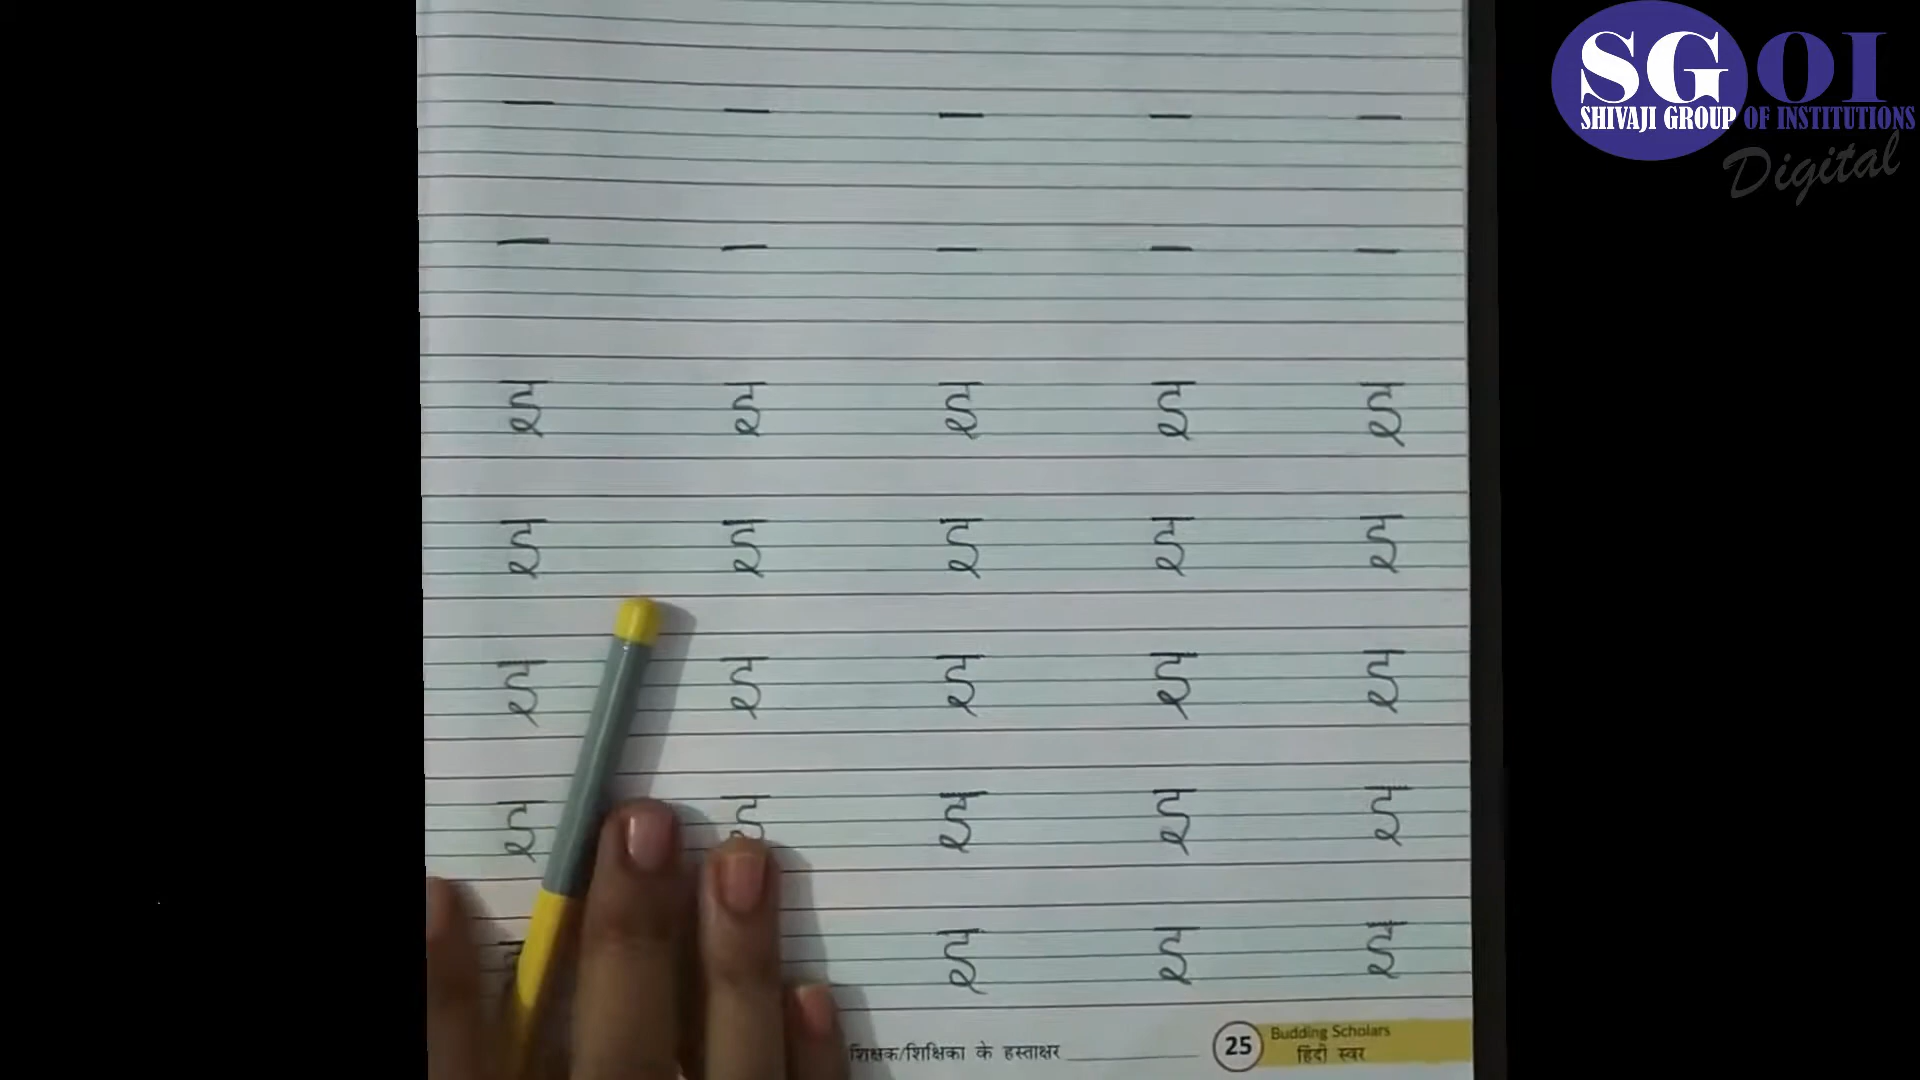 SGOI
SHIVAJI GROUP OF INSTITUTIONS
Digital
इ इ इ इ इ
इ इ इ इ इ
इ इ इ इ इ
इ इ इ इ इ
इ इ इ
शिक्षक/शिक्षिका के हस्ताक्षर
25
Budding Scholars
हिंदी स्वर